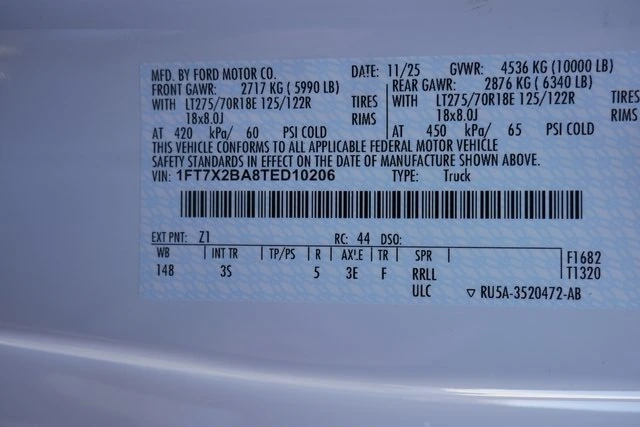 MFD. BY FORD MOTOR CO. DATE: 11/25 GVWR: 4536 KG (10000 LB)
FRONT GAWR: 2717 KG ( 5990 LB) REAR GAWR: 2876 KG ( 6340 LB)
WITH LT275/70R18E 125/122R TIRES WITH LT275/70R18E 125/122R TIRES
18x8.0J RIMS 18x8.0J RIMS
AT 420 kPa/ 60 PSI COLD AT 450 kPa/ 65 PSI COLD
THIS VEHICLE CONFORMS TO ALL APPLICABLE FEDERAL MOTOR VEHICLE
SAFETY STANDARDS IN EFFECT ON THE DATE OF MANUFACTURE SHOWN ABOVE.
VIN: 1FT7X2BA8TED10206 TYPE: Truck
EXT PNT: Z1 RC: 44 DSO:
WB INT TR TP/PS R AXLE TR SPR F1682
148 3S 5 3E F RRLL T1320
ULC ▽ RU5A-3520472-AB